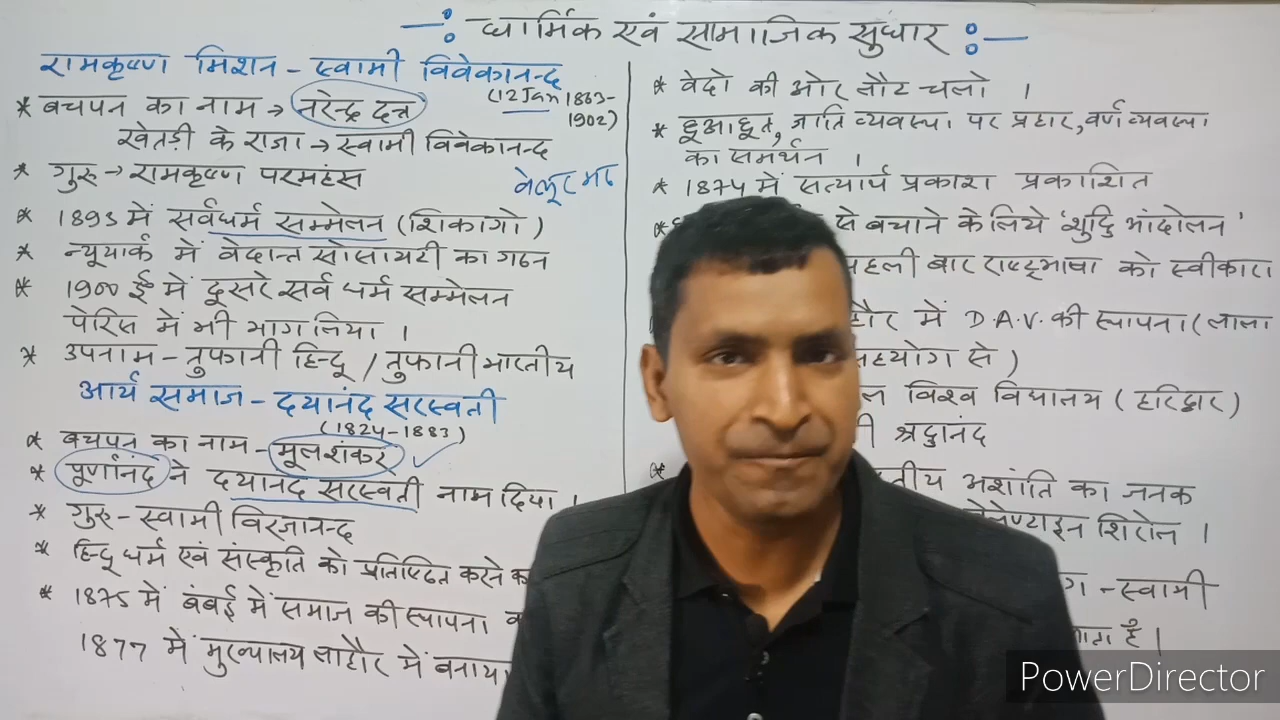 —: धार्मिक एवं सामाजिक सुधार :—
रामकृष्ण मिशन - स्वामी विवेकानन्द
(12 Jan 1863-
1902)
* बचपन का नाम → नरेन्द्र दत्त
खेतड़ी के राजा → स्वामी विवेकानन्द
* गुरु → रामकृष्ण परमहंस
वेलूर मठ
* 1893 में सर्वधर्म सम्मेलन (शिकागो)
* न्यूयार्क में वेदान्त सोसायटी का गठन
* 1900 ई में दूसरे सर्व धर्म सम्मेलन
पेरिस में भी भाग लिया ।
* उपनाम - तुफानी हिन्दू / तुफानी भारतीय
आर्य समाज - दयानंद सरस्वती
(1824-1883)
* बचपन का नाम - मूलशंकर
* पूर्णानंद ने दयानंद सरस्वती नाम दिया ।
* गुरु - स्वामी विरजानन्द
* हिन्दू धर्म एवं संस्कृति को प्रतिष्ठित करने
* 1875 में बंबई में समाज की स्थापना
1877 में मुख्यालय लाहौर में बनाया
* वेदो की ओर लौट चलो ।
* छूआछूत, जाति व्यवस्था पर प्रहार, वर्ण व्यवस्था
का समर्थन ।
* 1874 में सत्यार्थ प्रकाश प्रकाशित
* से बचाने के लिये 'शुद्धि आंदोलन'
पहली बार राष्ट्रभाषा को स्वीकारा
में D.A.V. की स्थापना (लाला
सहयोग से)
विश्व विद्यालय (हरिद्वार)
श्रद्धानंद
* अशांति का जनक
वेलेण्टाइन शिरोल ।
- स्वामी
है ।
PowerDirector